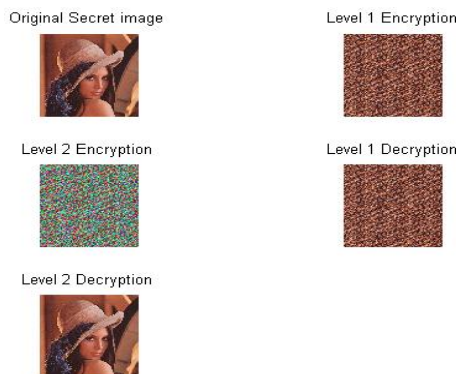 Original Secret image
Level 1 Encryption
Level 2 Encryption
Level 1 Decryption
Level 2 Decryption